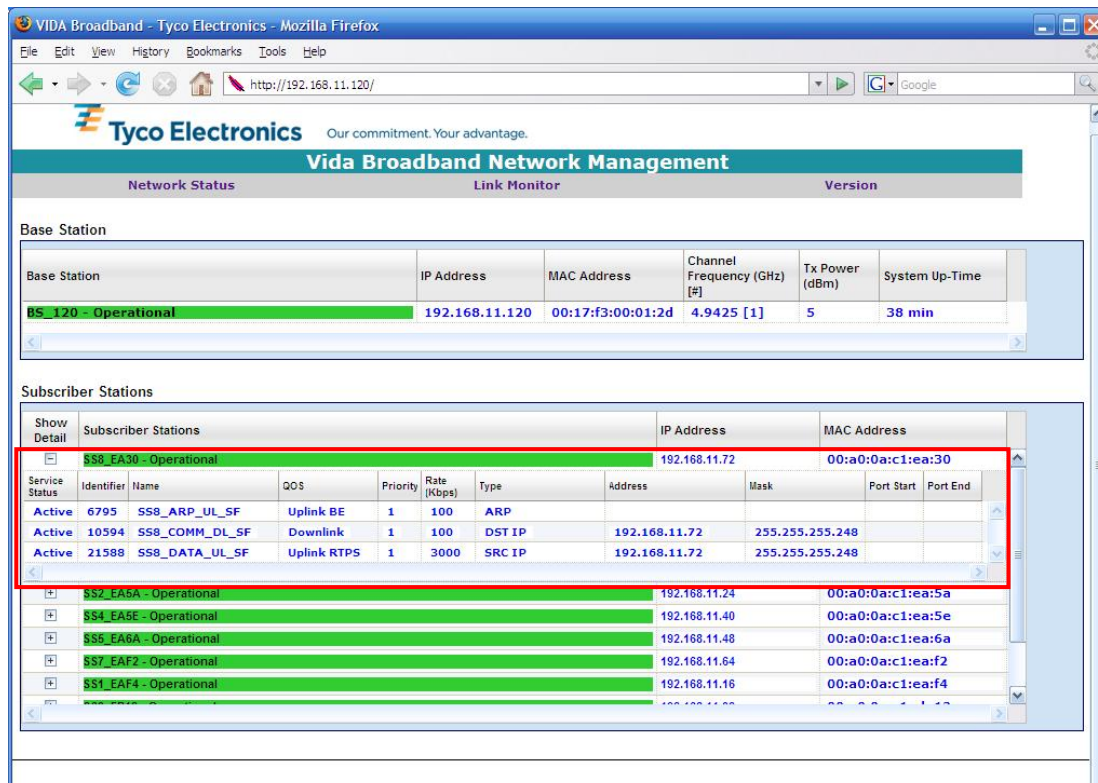 VIDA Broadband - Tyco Electronics - Mozilla Firefox
File Edit View History Bookmarks Tools Help
http://192.168.11.120/ G Google
Tyco Electronics Our commitment. Your advantage.
Vida Broadband Network Management
Network Status Link Monitor Version
Base Station
Base Station IP Address MAC Address Channel Frequency (GHz) [#] Tx Power (dBm) System Up-Time
BS_120 - Operational 192.168.11.120 00:17:f3:00:01:2d 4.9425 [1] 5 38 min
Subscriber Stations
Show Detail Subscriber Stations IP Address MAC Address
SS8_EA30 - Operational 192.168.11.72 00:a0:0a:c1:ea:30
Service Status Identifier Name QOS Priority Rate (Kbps) Type Address Mask Port Start Port End
Active 6795 SS8_ARP_UL_SF Uplink BE 1 100 ARP
Active 10594 SS8_COMM_DL_SF Downlink 1 100 DST IP 192.168.11.72 255.255.255.248
Active 21588 SS8_DATA_UL_SF Uplink RTPS 1 3000 SRC IP 192.168.11.72 255.255.255.248
SS2_EA5A - Operational 192.168.11.24 00:a0:0a:c1:ea:5a
SS4_EA5E - Operational 192.168.11.40 00:a0:0a:c1:ea:5e
SS5_EA6A - Operational 192.168.11.48 00:a0:0a:c1:ea:6a
SS7_EAF2 - Operational 192.168.11.64 00:a0:0a:c1:ea:f2
SS1_EAF4 - Operational 192.168.11.16 00:a0:0a:c1:ea:f4